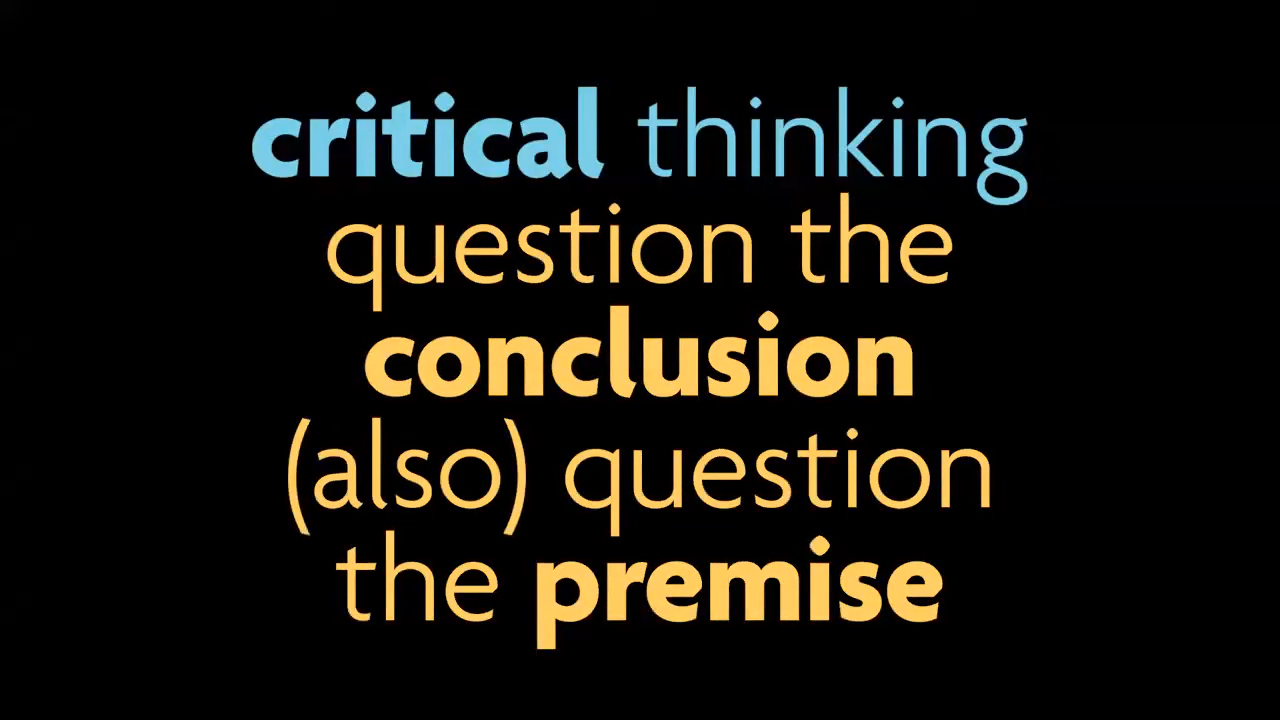 critical thinking
question the
conclusion
(also) question
the premise